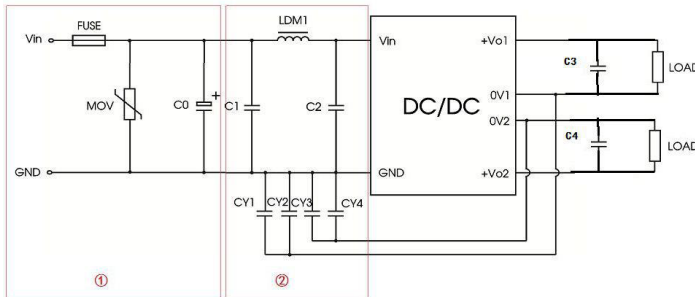 FUSE
LDM1
Vin
Vin
+Vo1
C3
LOAD
MOV
C0
+
C1
C2
DC/DC
0V1
0V2
C4
LOAD
GND
GND
+Vo2
CY1
CY2
CY3
CY4
①
②